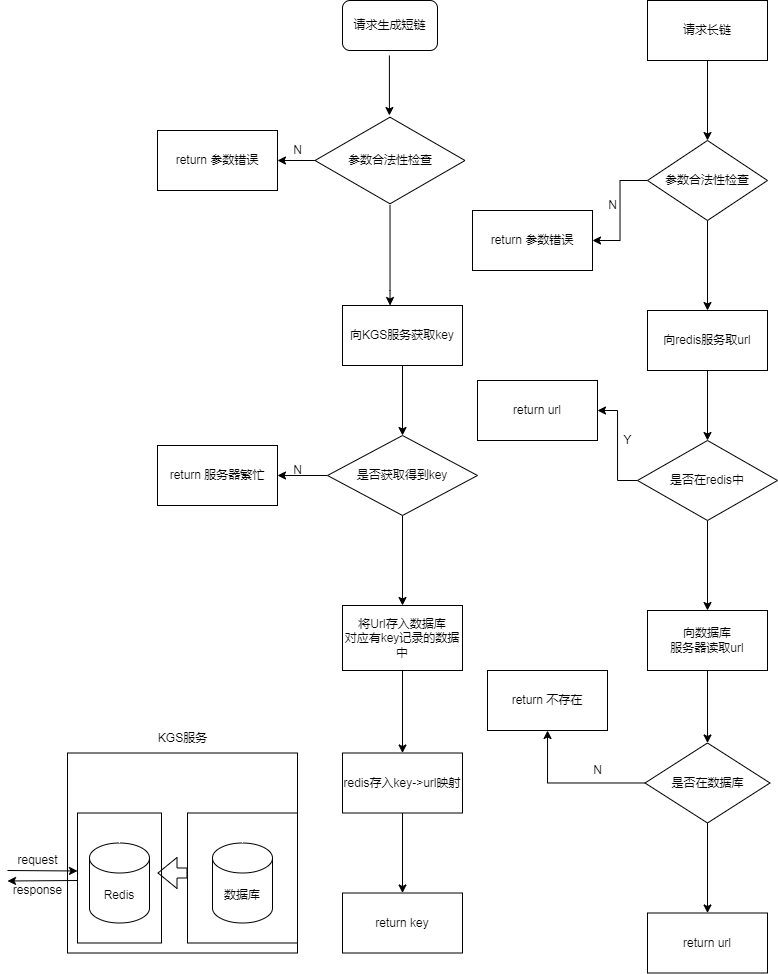 请求生成短链
参数合法性检查
N
return 参数错误
向KGS服务获取key
是否获取得到key
N
return 服务器繁忙
将Url存入数据库
对应有key记录的数据
中
redis存入key->url映射
return key
请求长链
参数合法性检查
N
return 参数错误
向redis服务取url
是否在redis中
Y
return url
向数据库
服务器读取url
是否在数据库
N
return 不存在
return url
KGS服务
request
response
Redis
数据库